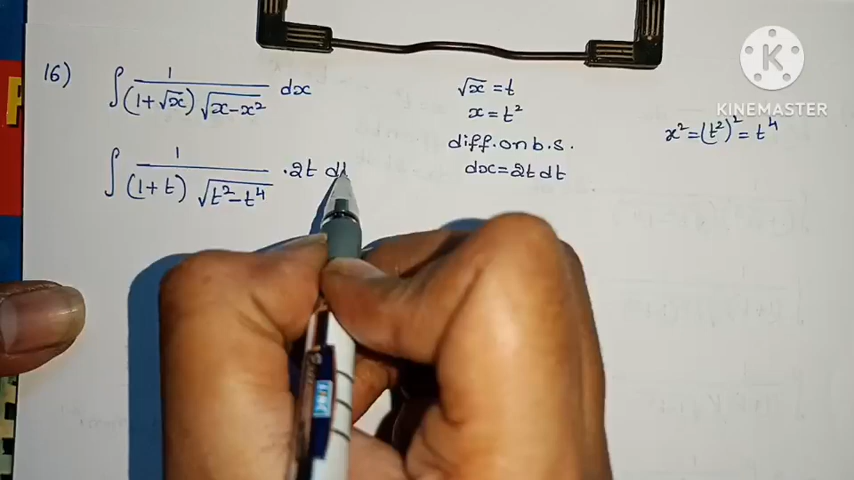 16) ∫ 1/((1+√x) √(x-x²)) dx
∫ 1/((1+t) √(t²-t⁴)) .2t dt
√x = t
x = t²
diff. on b.s.
dx = 2t dt
x² = (t²)² = t⁴
K
KINEMASTER